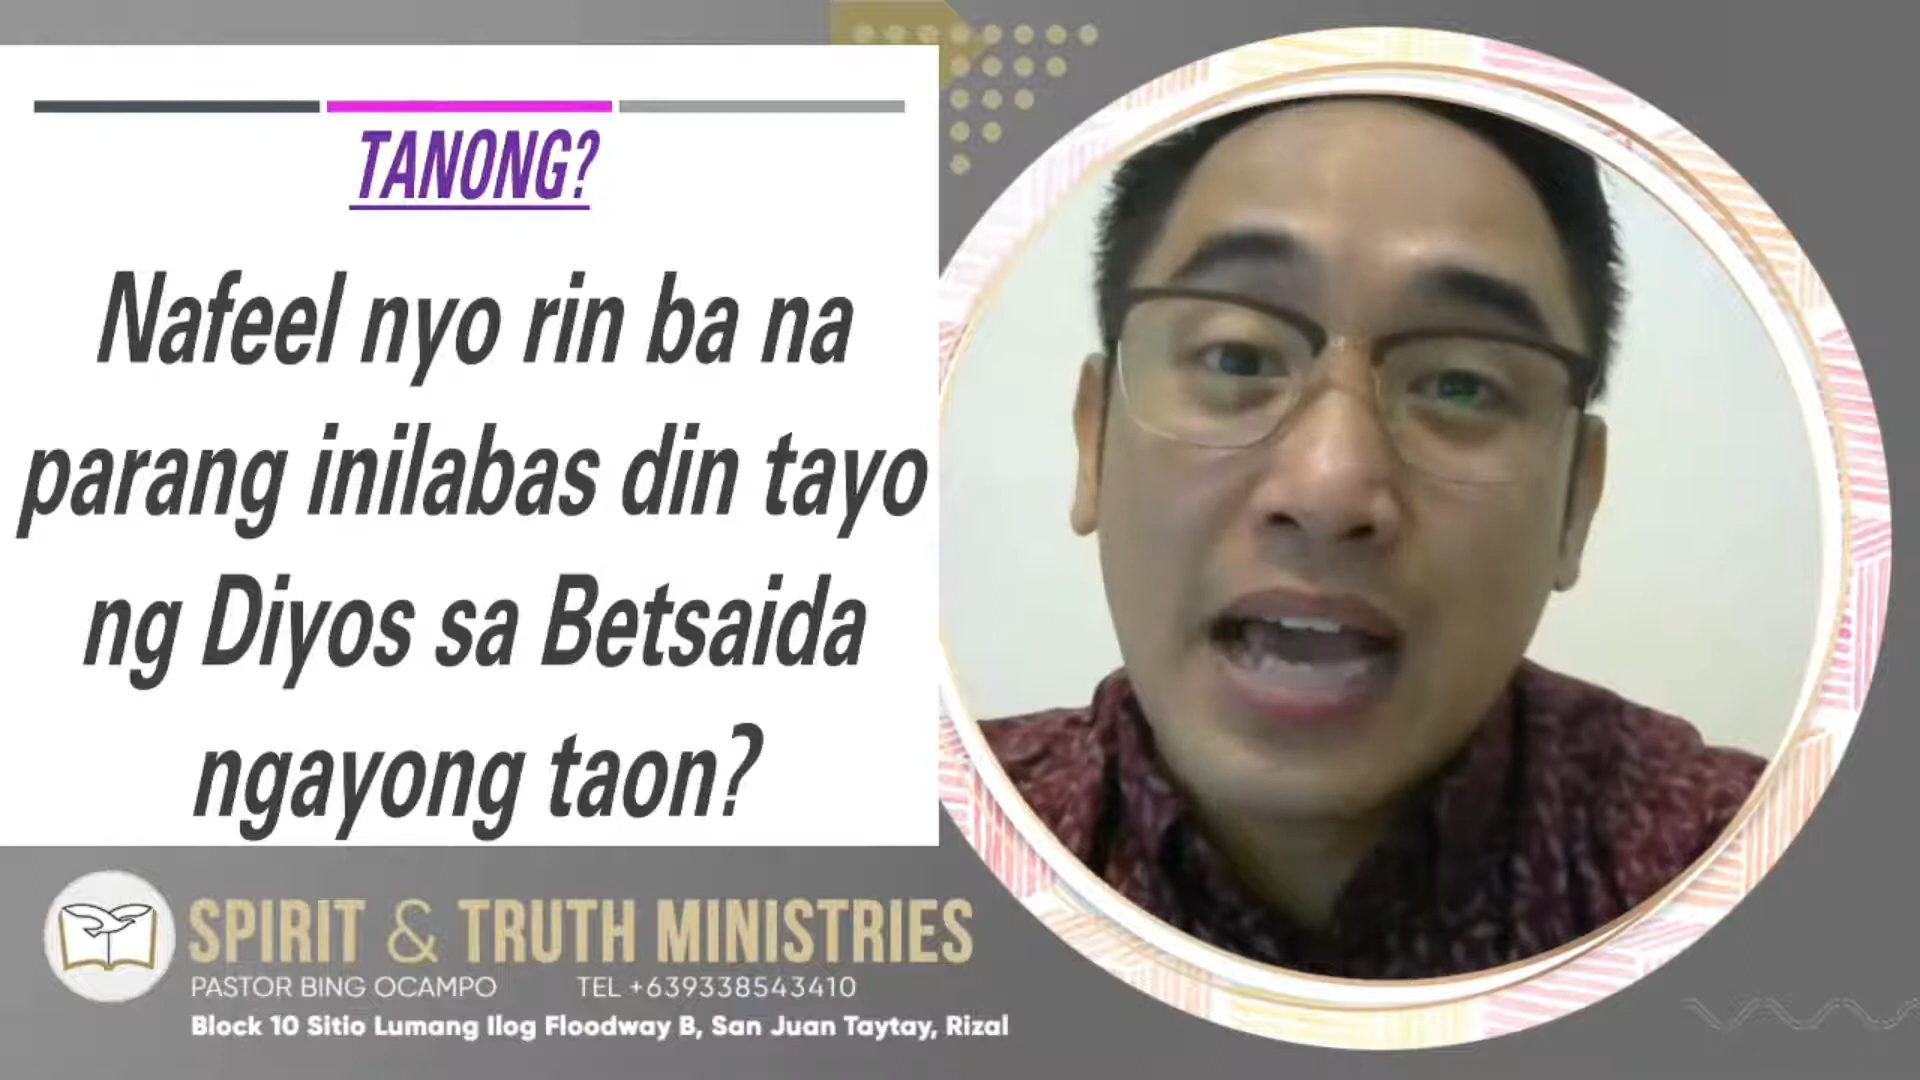 TANONG?
Nafeel nyo rin ba na
parang inilabas din tayo
ng Diyos sa Betsaida
ngayong taon?
SPIRIT & TRUTH MINISTRIES
PASTOR BING OCAMPO TEL +639338543410
Block 10 Sitio Lumang Ilog Floodway B, San Juan Taytay, Rizal